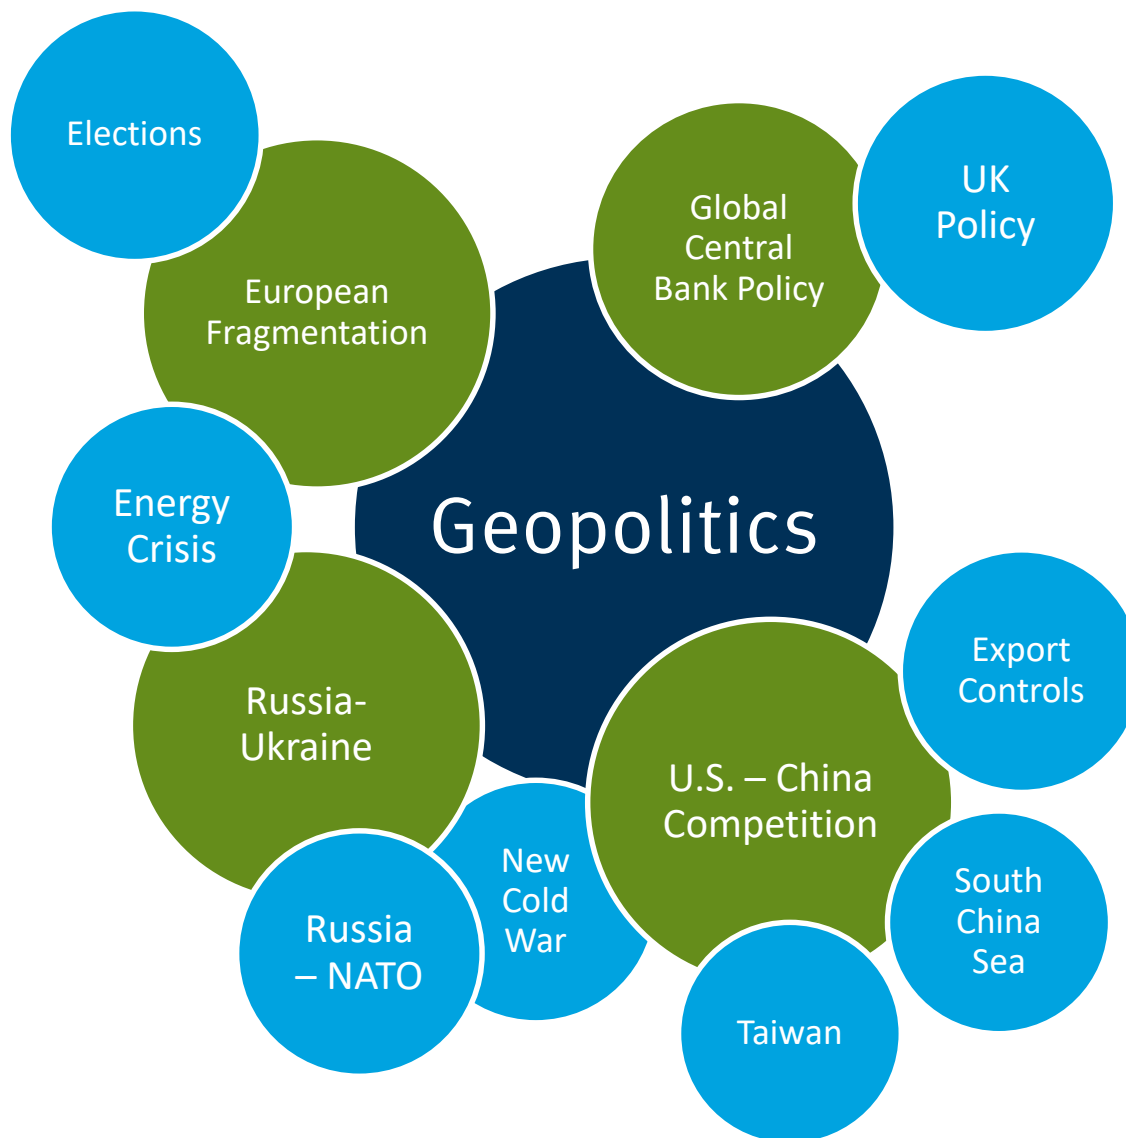 Elections
UK
Policy
Global
Central
Bank Policy
European
Fragmentation
Energy
Crisis
Geopolitics
Export
Controls
Russia-
Ukraine
U.S. – China
Competition
New
Cold
War
South
China
Sea
Russia
– NATO
Taiwan